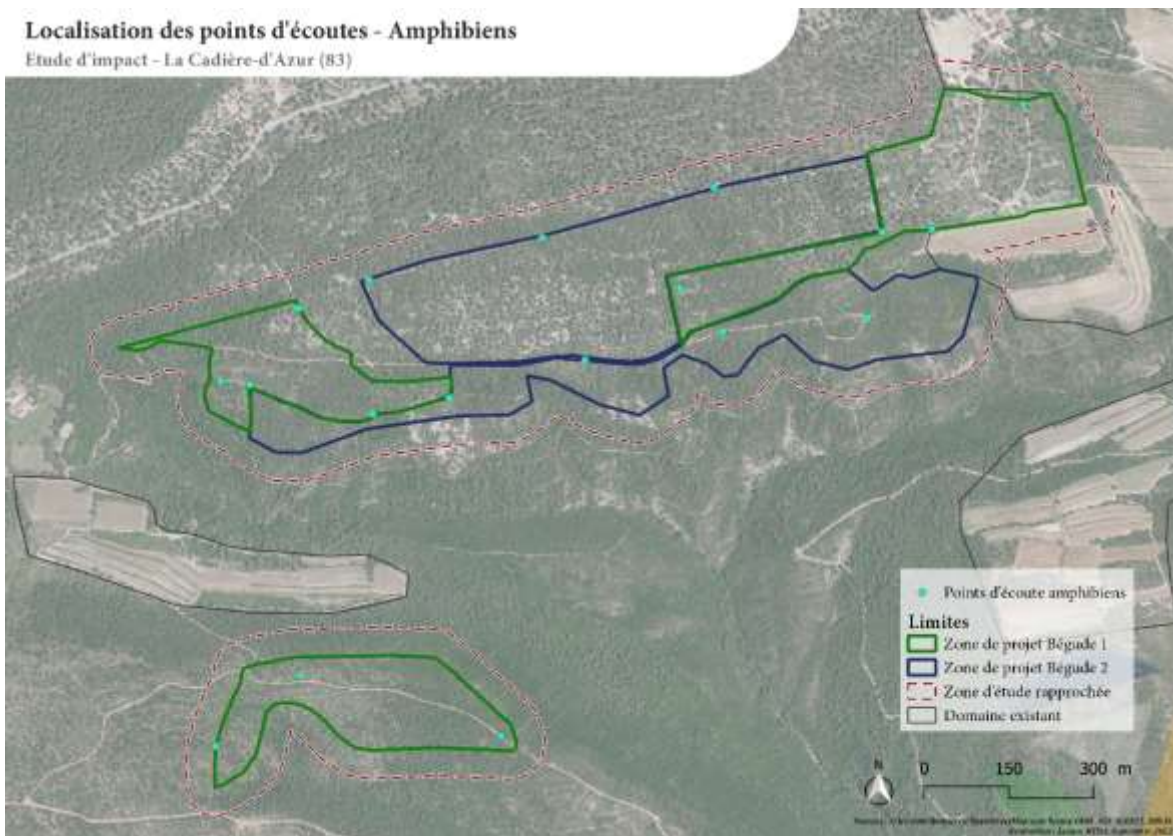 Localisation des points d'écoutes - Amphibiens
Etude d'impact - La Cadière-d'Azur (83)
Points d'écoute amphibiens
Limites
Zone de projet Bégude 1
Zone de projet Bégude 2
Zone d'étude rapprochée
Domaine existant
N
0 150 300 m